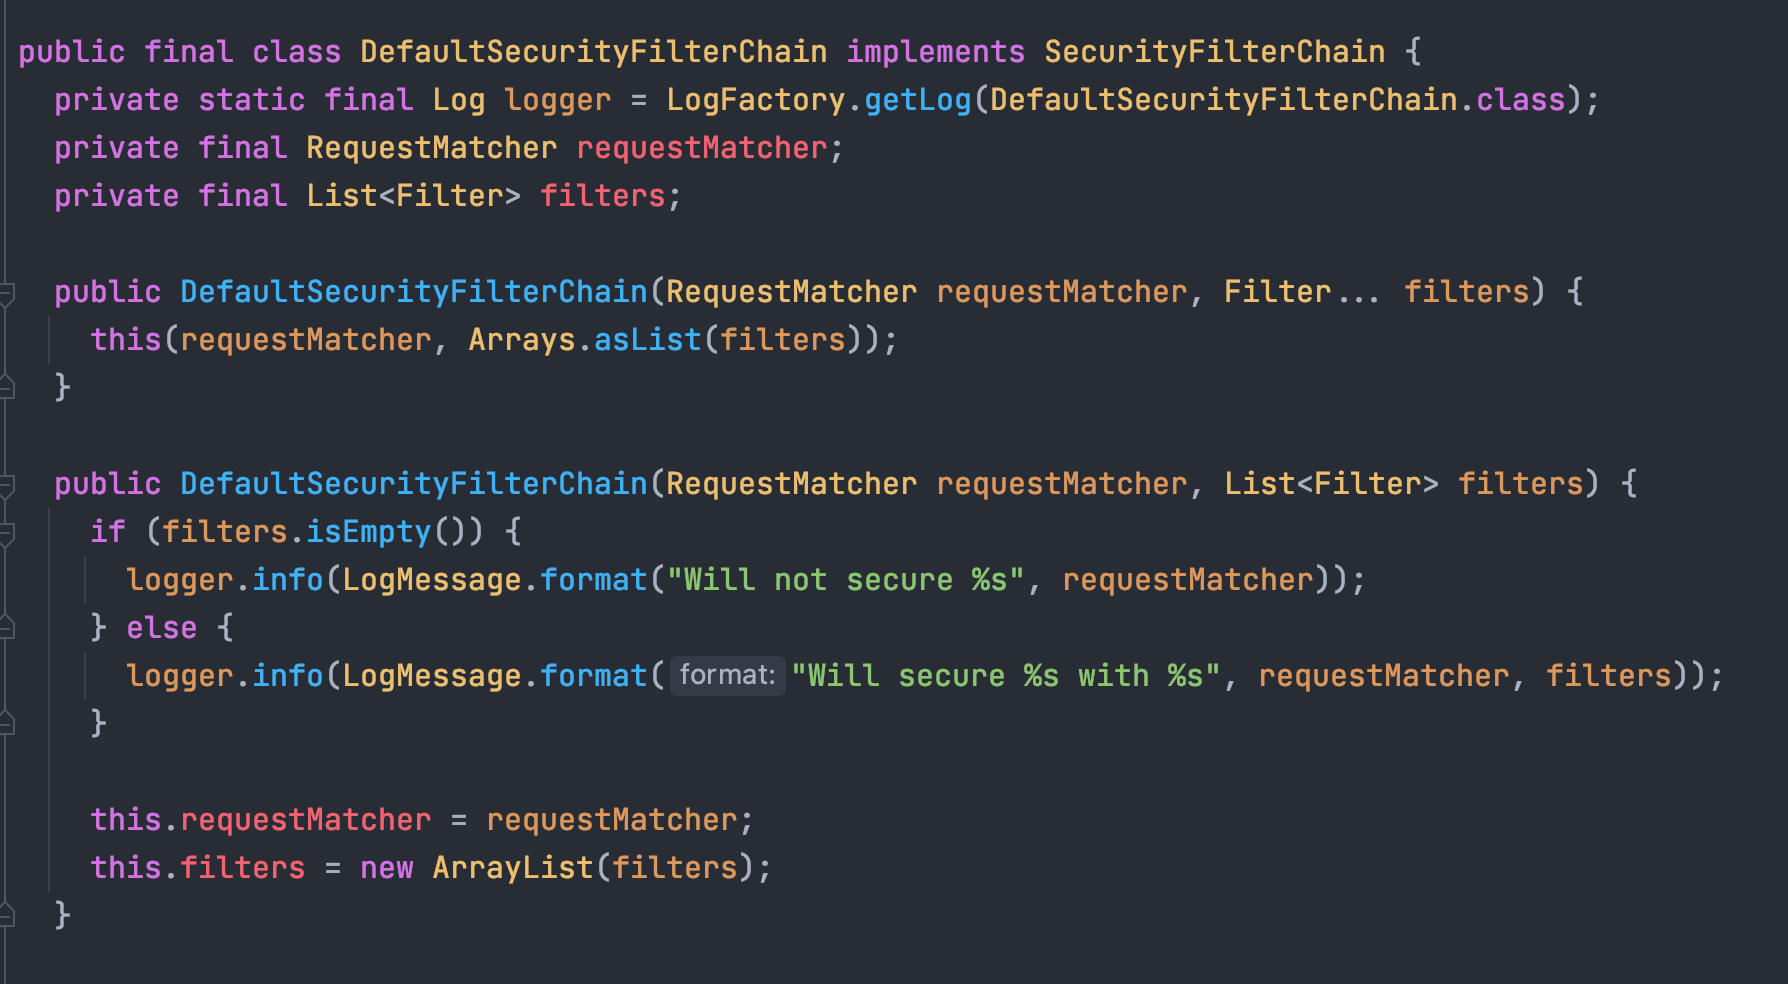 public final class DefaultSecurityFilterChain implements SecurityFilterChain {
private static final Log logger = LogFactory.getLog(DefaultSecurityFilterChain.class);
private final RequestMatcher requestMatcher;
private final List<Filter> filters;
public DefaultSecurityFilterChain(RequestMatcher requestMatcher, Filter... filters) {
this(requestMatcher, Arrays.asList(filters));
}
public DefaultSecurityFilterChain(RequestMatcher requestMatcher, List<Filter> filters) {
if (filters.isEmpty()) {
logger.info(LogMessage.format("Will not secure %s", requestMatcher));
} else {
logger.info(LogMessage.format( format: "Will secure %s with %s", requestMatcher, filters));
}
this.requestMatcher = requestMatcher;
this.filters = new ArrayList(filters);
}